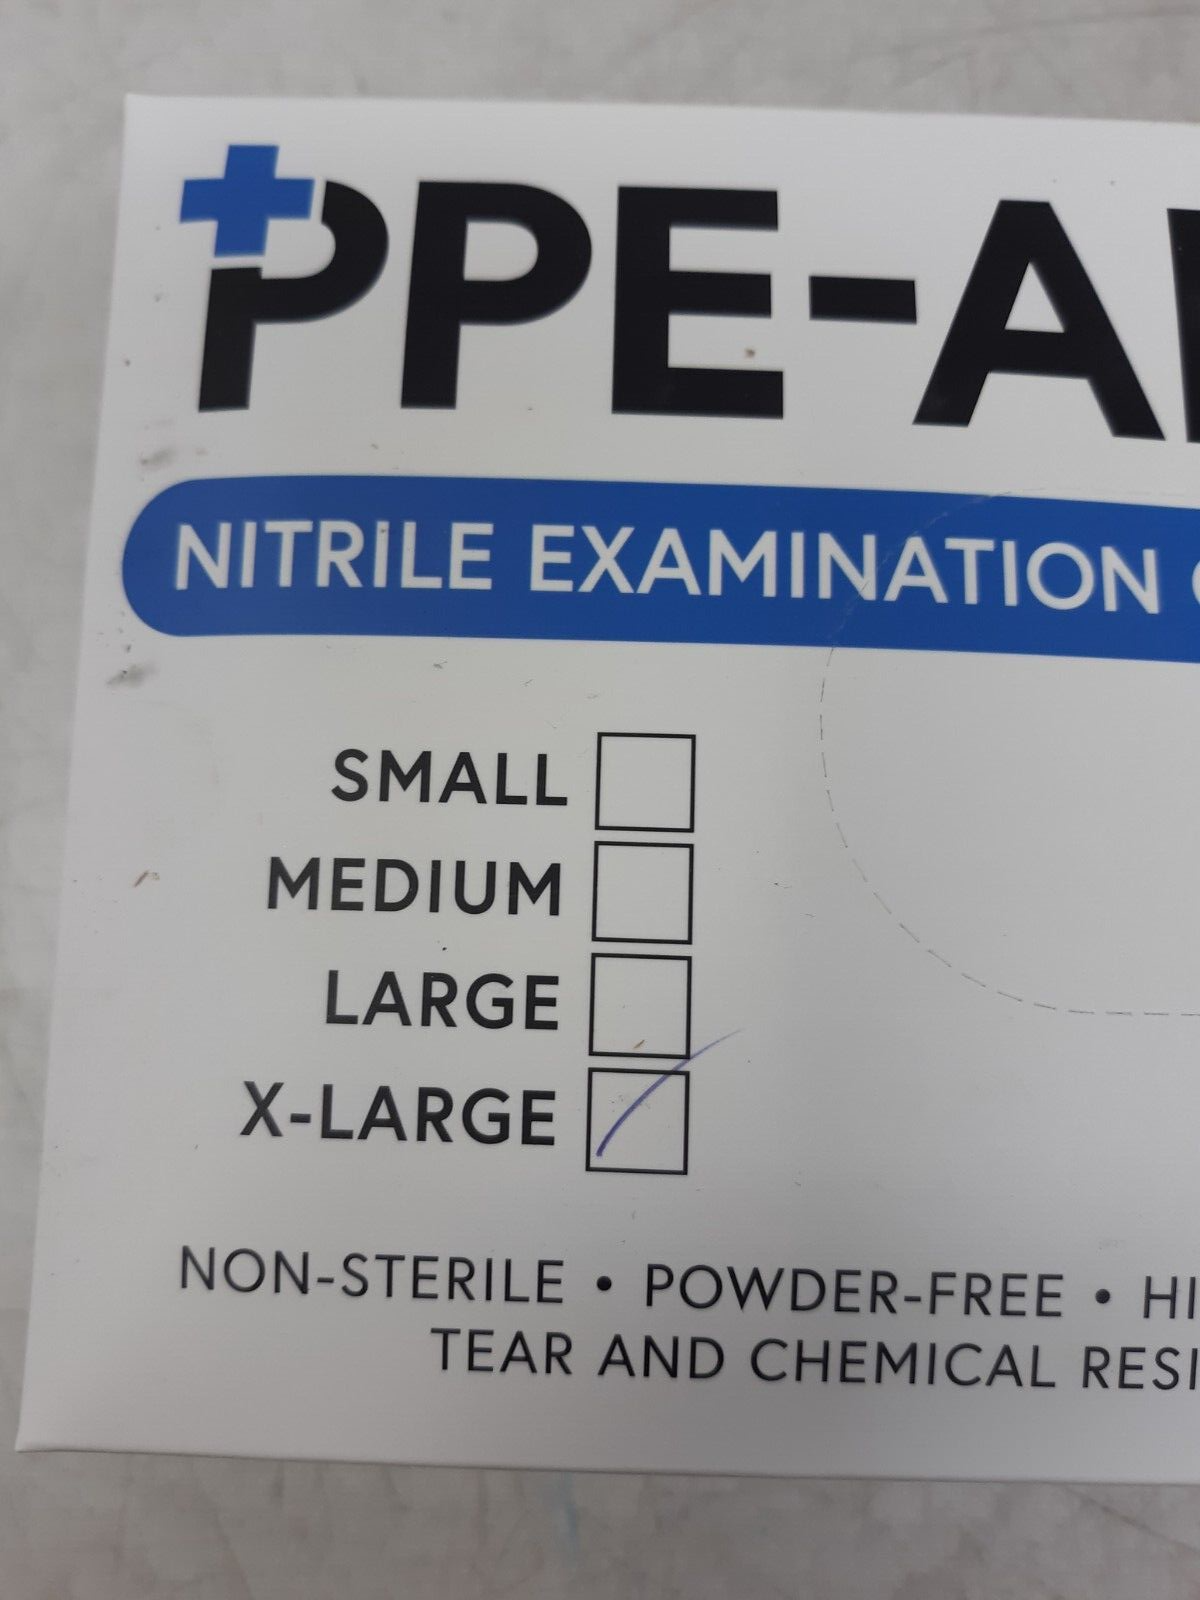 PPE-A
NITRILE EXAMINATION
SMALL
MEDIUM
LARGE
X-LARGE
NON-STERILE • POWDER-FREE •
TEAR AND CHEMICAL